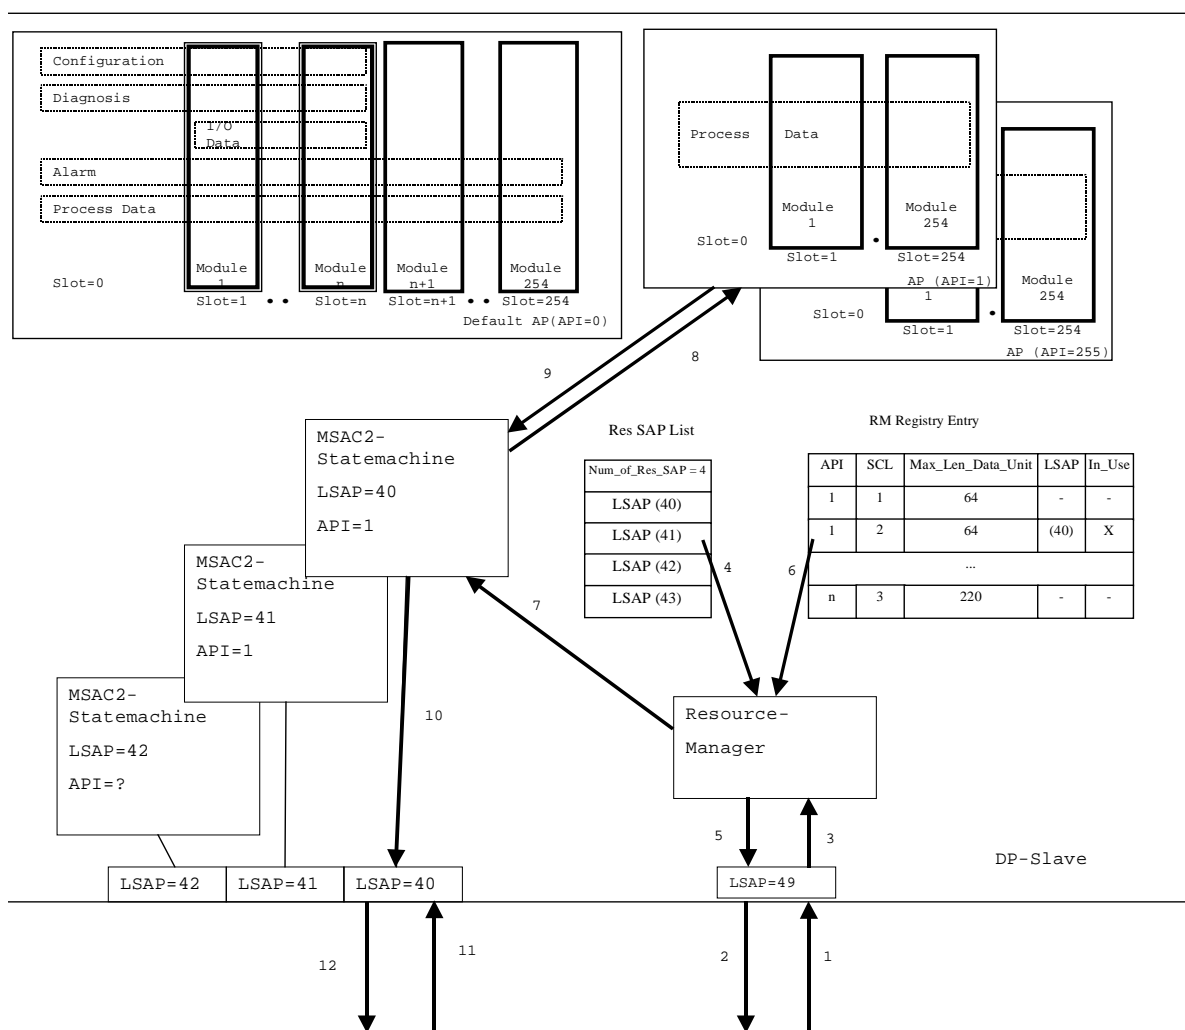 Configuration
Diagnosis
I/O
Data
Alarm
Process Data
Slot=0
Module
1
Module
n
Module
n+1
Module
254
Slot=1
Slot=n
Slot=n+1
Slot=254
Default AP(API=0)
Process Data
Slot=0
Module
1
Module
254
Slot=1
Slot=254
AP (API=1)
Slot=0
1
Module
254
Slot=1
Slot=254
AP (API=255)
9
8
MSAC2-
Statemachine
LSAP=40
API=1
MSAC2-
Statemachine
LSAP=41
API=1
MSAC2-
Statemachine
LSAP=42
API=?
Res SAP List
Num_of_Res_SAP = 4
LSAP (40)
LSAP (41)
LSAP (42)
LSAP (43)
RM Registry Entry
API SCL Max_Len_Data_Unit LSAP In_Use
1 1 64 - -
1 2 64 (40) X
...
n 3 220 - -
4
6
7
10
Resource-
Manager
5
3
DP-Slave
LSAP=42
LSAP=41
LSAP=40
LSAP=49
12
11
2
1